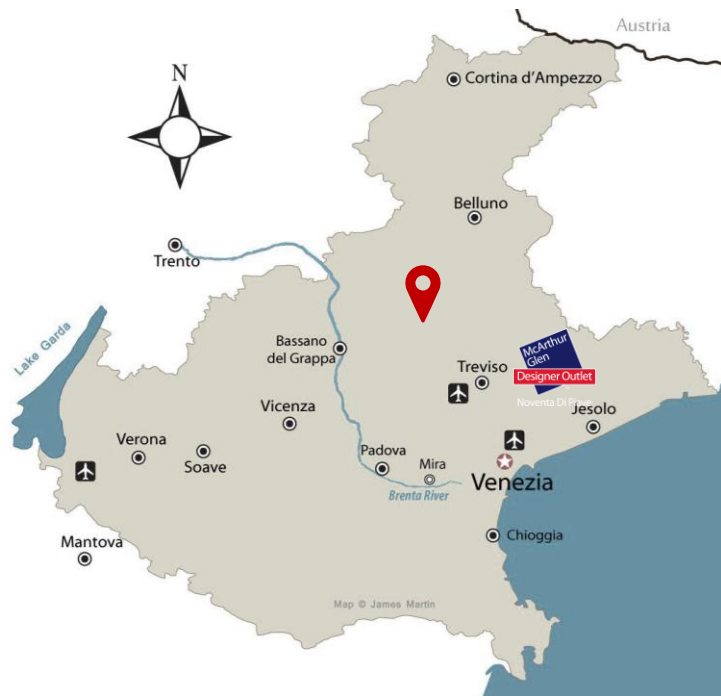 Austria
N
Cortina d'Ampezzo
Belluno
Trento
Lake Garda
Bassano
del Grappa
McArthur
Glen
Designer Outlet
Noventa Di Piave
Treviso
Jesolo
Vicenza
Verona
Soave
Padova
Mira
Venezia
Brenta River
Mantova
Chioggia
Map © James Martin